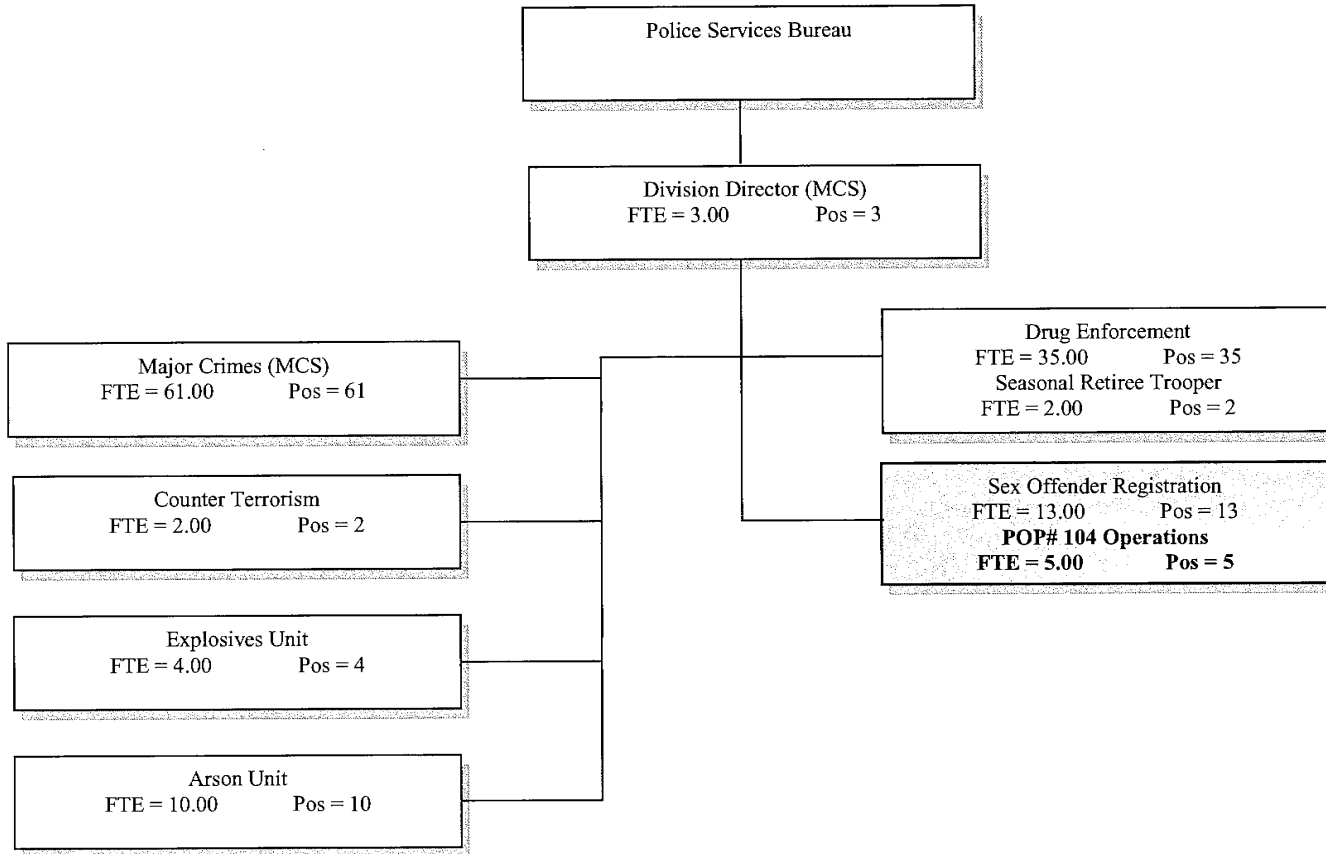 Police Services Bureau
Division Director (MCS)
FTE = 3.00 Pos = 3
Major Crimes (MCS)
FTE = 61.00 Pos = 61
Counter Terrorism
FTE = 2.00 Pos = 2
Explosives Unit
FTE = 4.00 Pos = 4
Arson Unit
FTE = 10.00 Pos = 10
Drug Enforcement
FTE = 35.00 Pos = 35
Seasonal Retiree Trooper
FTE = 2.00 Pos = 2
Sex Offender Registration
FTE = 13.00 Pos = 13
POP# 104 Operations
FTE = 5.00 Pos = 5